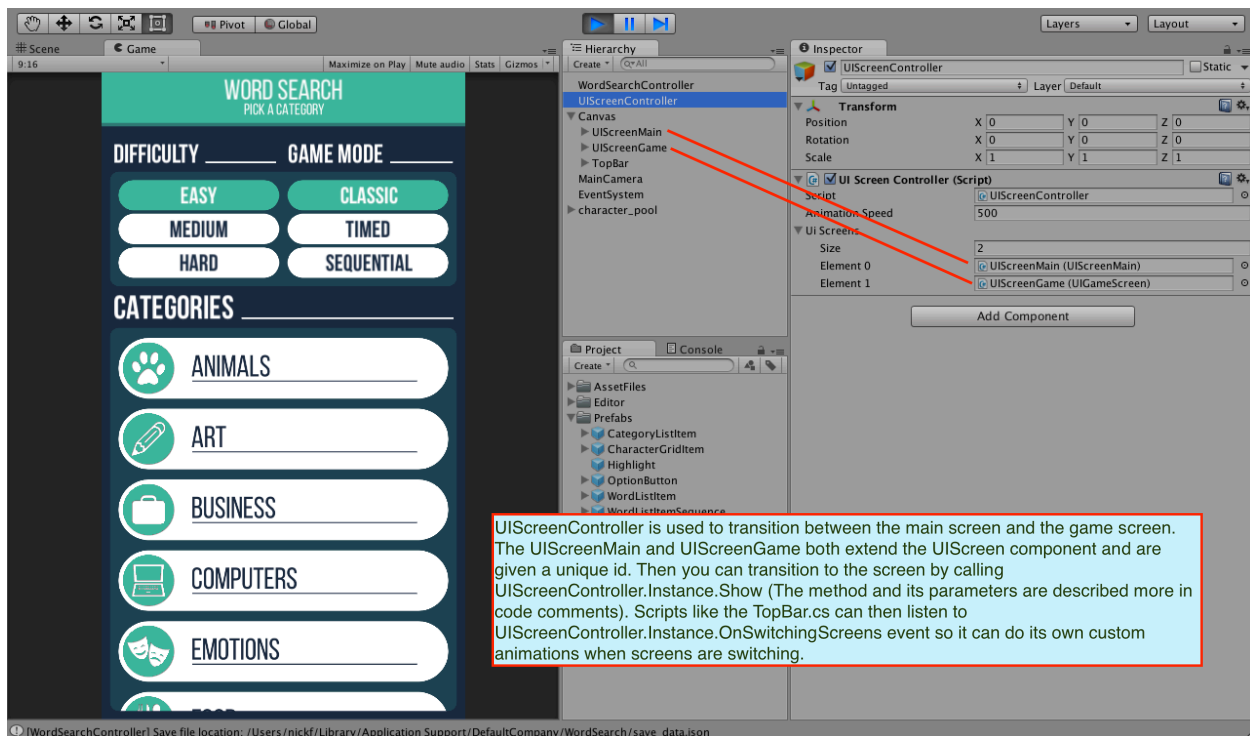 Pivot Global Layers Layout
Scene Game
9:16 Maximize on Play Mute audio Stats Gizmos
WORD SEARCH
PICK A CATEGORY
DIFFICULTY GAME MODE
EASY CLASSIC
MEDIUM TIMED
HARD SEQUENTIAL
CATEGORIES
ANIMALS
ART
BUSINESS
COMPUTERS
EMOTIONS
Hierarchy
Create All
WordSearchController
UIScreenController
Canvas
UIScreenMain
UIScreenGame
TopBar
MainCamera
EventSystem
character_pool
Project Console
Create
AssetFiles
Editor
Prefabs
CategoryListItem
CharacterGridItem
Highlight
OptionButton
WordListItem
WordListItemSequence
Inspector
UIScreenController Static
Tag Untagged Layer Default
Transform
Position X 0 Y 0 Z 0
Rotation X 0 Y 0 Z 0
Scale X 1 Y 1 Z 1
UI Screen Controller (Script)
Script UIScreenController
Animation Speed 500
Ui Screens
Size 2
Element 0 UIScreenMain (UIScreenMain)
Element 1 UIScreenGame (UIGameScreen)
Add Component
UIScreenController is used to transition between the main screen and the game screen.
The UIScreenMain and UIScreenGame both extend the UIScreen component and are
given a unique id. Then you can transition to the screen by calling
UIScreenController.Instance.Show (The method and its parameters are described more in
code comments). Scripts like the TopBar.cs can then listen to
UIScreenController.Instance.OnSwitchingScreens event so it can do its own custom
animations when screens are switching.
[WordSearchController] Save file location: /Users/nickf/Library/Application Support/DefaultCompany/WordSearch/save_data.json